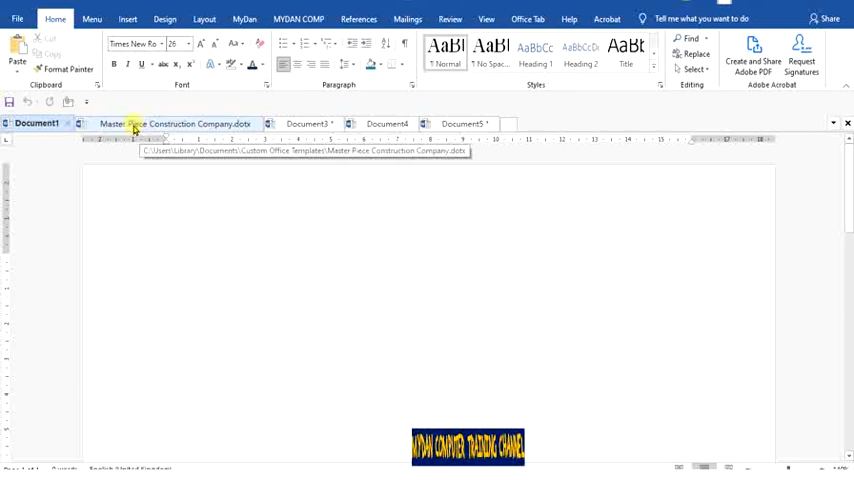 File Home Menu Insert Design Layout MyDan MYDAN COMP References Mailings Review View Office Tab Help Acrobat Tell me what you want to do Share
Cut
Copy
Paste
Format Painter
Times New Ro 26
AaBl AaBl AaBbCc AaBbCcDc AaBl
¶ Normal ¶ No Spac... Heading 1 Heading 2 Title
Find
Replace
Select
Create and Share Adobe PDF
Request Signatures
Clipboard Font Paragraph Styles Editing Adobe Acrobat
Document1 Master Piece Construction Company.dotx Document3 * Document4 Document5 *
C:\Users\Library\Documents\Custom Office Templates\Master Piece Construction Company.dotx
MYDAN COMPUTER TRAINING CHANNEL
English (United Kingdom)